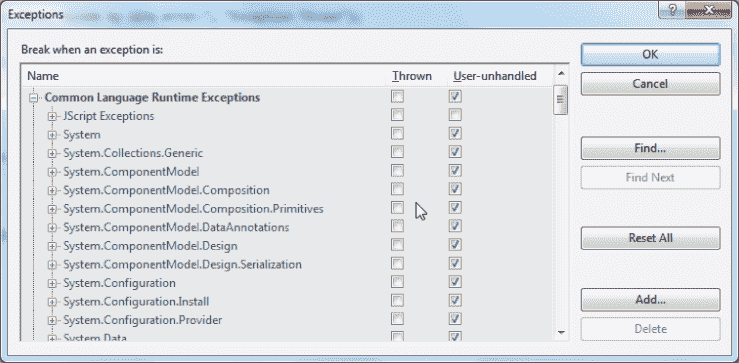 Exceptions
Break when an exception is:
Name Thrown User-unhandled
Common Language Runtime Exceptions
JScript Exceptions
System
System.Collections.Generic
System.ComponentModel
System.ComponentModel.Composition
System.ComponentModel.Composition.Primitives
System.ComponentModel.DataAnnotations
System.ComponentModel.Design
System.ComponentModel.Design.Serialization
System.Configuration
System.Configuration.Install
System.Configuration.Provider
System.Data
OK
Cancel
Find...
Find Next
Reset All
Add...
Delete